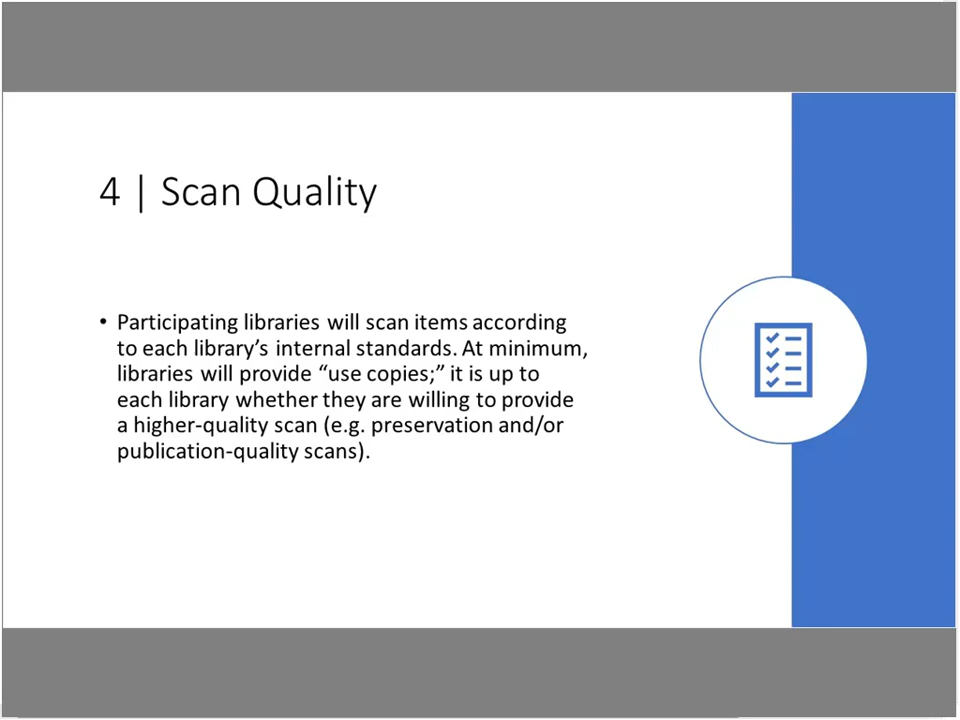 4 | Scan Quality
• Participating libraries will scan items according
to each library’s internal standards. At minimum,
libraries will provide “use copies;” it is up to
each library whether they are willing to provide
a higher-quality scan (e.g. preservation and/or
publication-quality scans).